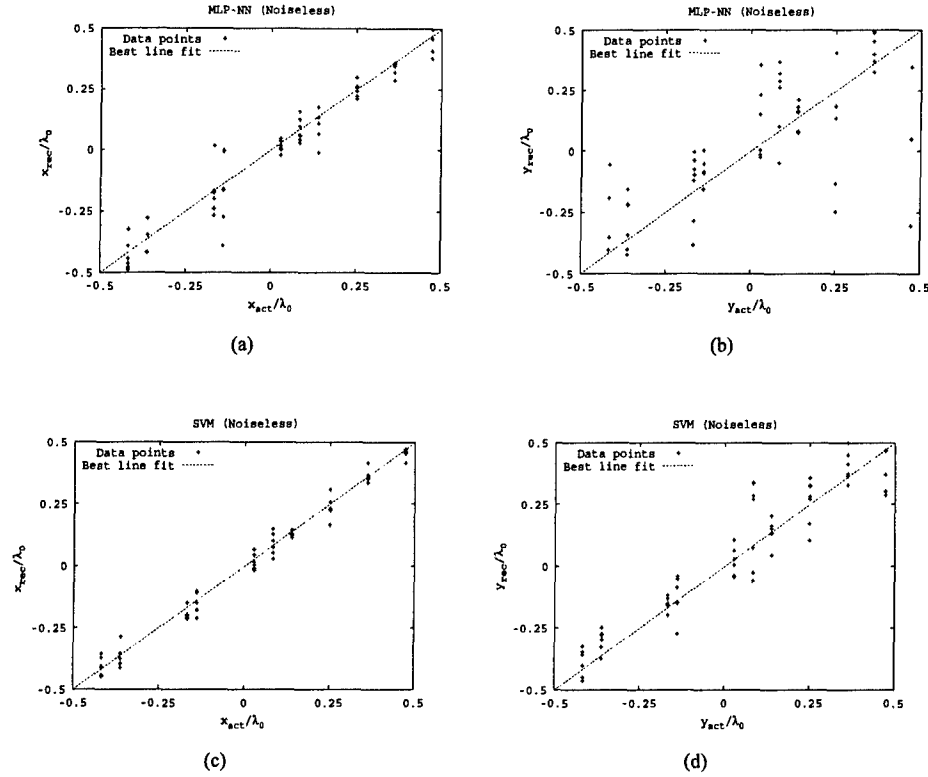 MLP-NN (Noiseless)
0.5
0.25
0
-0.25
-0.5
x_rec/λ_0
Data points
Best line fit
-0.5 -0.25 0 0.25 0.5
x_act/λ_0
(a)
MLP-NN (Noiseless)
0.5
0.25
0
-0.25
-0.5
y_rec/λ_0
Data points
Best line fit
-0.5 -0.25 0 0.25 0.5
y_act/λ_0
(b)
SVM (Noiseless)
0.5
0.25
0
-0.25
-0.5
x_rec/λ_0
Data points
Best line fit
-0.5 -0.25 0 0.25 0.5
x_act/λ_0
(c)
SVM (Noiseless)
0.5
0.25
0
-0.25
-0.5
y_rec/λ_0
Data points
Best line fit
-0.5 -0.25 0 0.25 0.5
y_act/λ_0
(d)